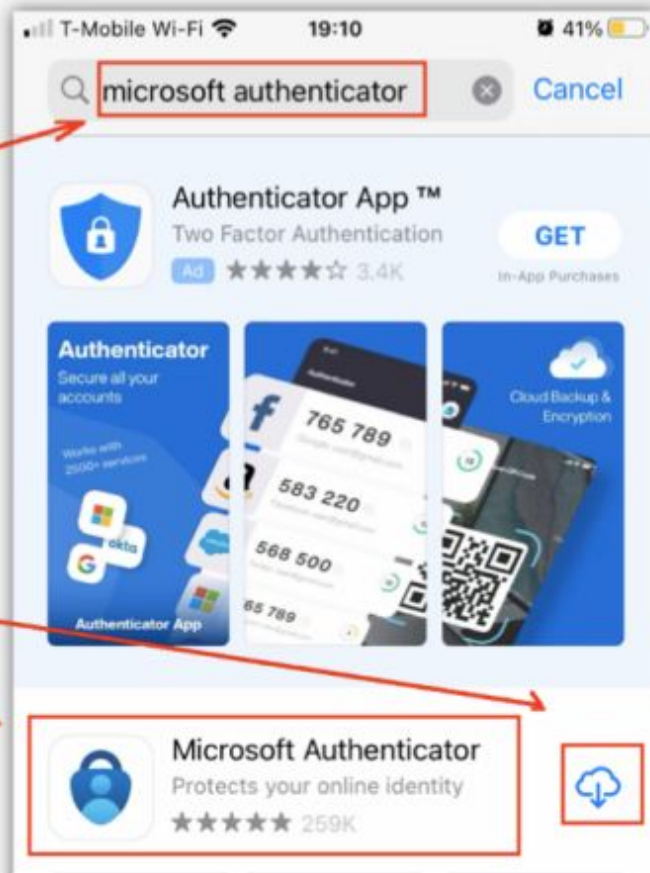 T-Mobile Wi-Fi 19:10 41%
microsoft authenticator Cancel
Authenticator App ™
Two Factor Authentication
GET
Ad 3.4K
In-App Purchases
Authenticator
Secure all your
accounts
Works with
2500+ services
okta
G
Authenticator App
f
a
765 789
583 220
568 500
65 789
Cloud Backup &
Encryption
Microsoft Authenticator
Protects your online identity
259K